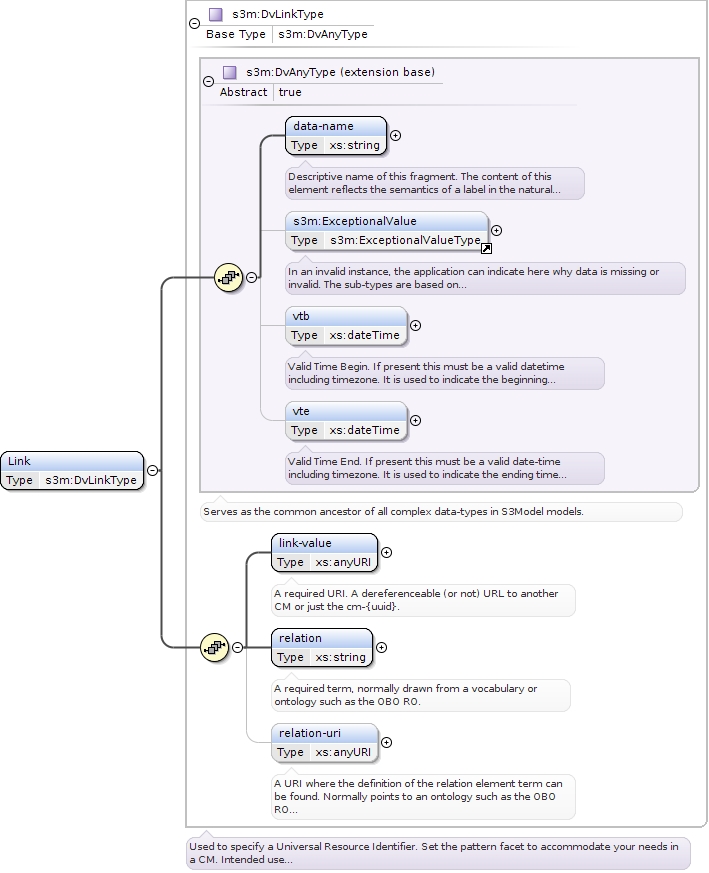 s3m:DvLinkType
Base Type s3m:DvAnyType
s3m:DvAnyType (extension base)
Abstract true
data-name
Type xs:string
Descriptive name of this fragment. The content of this
element reflects the semantics of a label in the natural...
s3m:ExceptionalValue
Type s3m:ExceptionalValueType
In an invalid instance, the application can indicate here why data is missing or
invalid. The sub-types are based on...
vtb
Type xs:dateTime
Valid Time Begin. If present this must be a valid datetime
including timezone. It is used to indicate the beginning...
vte
Type xs:dateTime
Valid Time End. If present this must be a valid date-time
including timezone. It is used to indicate the ending time...
Link
Type s3m:DvLinkType
Serves as the common ancestor of all complex data-types in S3Model models.
link-value
Type xs:anyURI
A required URI. A dereferenceable (or not) URL to another
CM or just the cm-{uuid}.
relation
Type xs:string
A required term, normally drawn from a vocabulary or
ontology such as the OBO RO.
relation-uri
Type xs:anyURI
A URI where the definition of the relation element term can
be found. Normally points to an ontology such as the OBO
RO...
Used to specify a Universal Resource Identifier. Set the pattern facet to accommodate your needs in
a CM. Intended use...